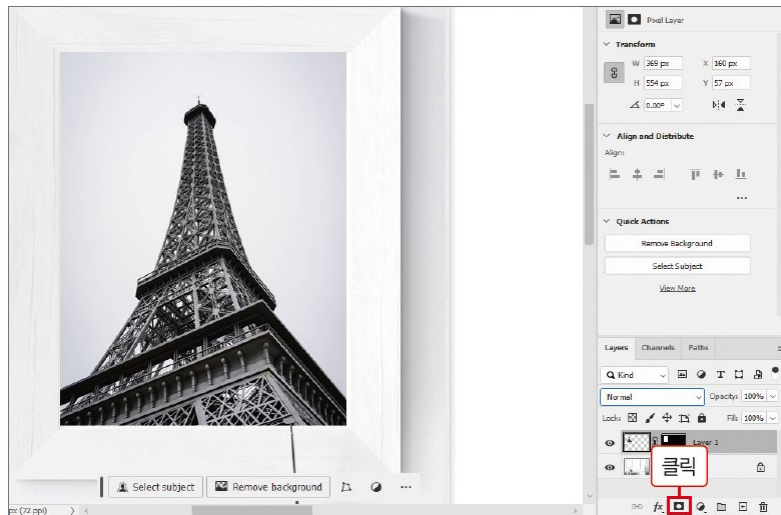 Pixel Layer
Transform
W 369 px X 160 px
H 554 px Y 57 px
0.00°
Align and Distribute
Align:
Quick Actions
Remove Background
Select Subject
View More
Layers Channels Paths
Kind
Normal Opacity: 100%
Lock: Fill: 100%
Layer 1
클릭
fx
Select subject Remove background
px (72 ppi)